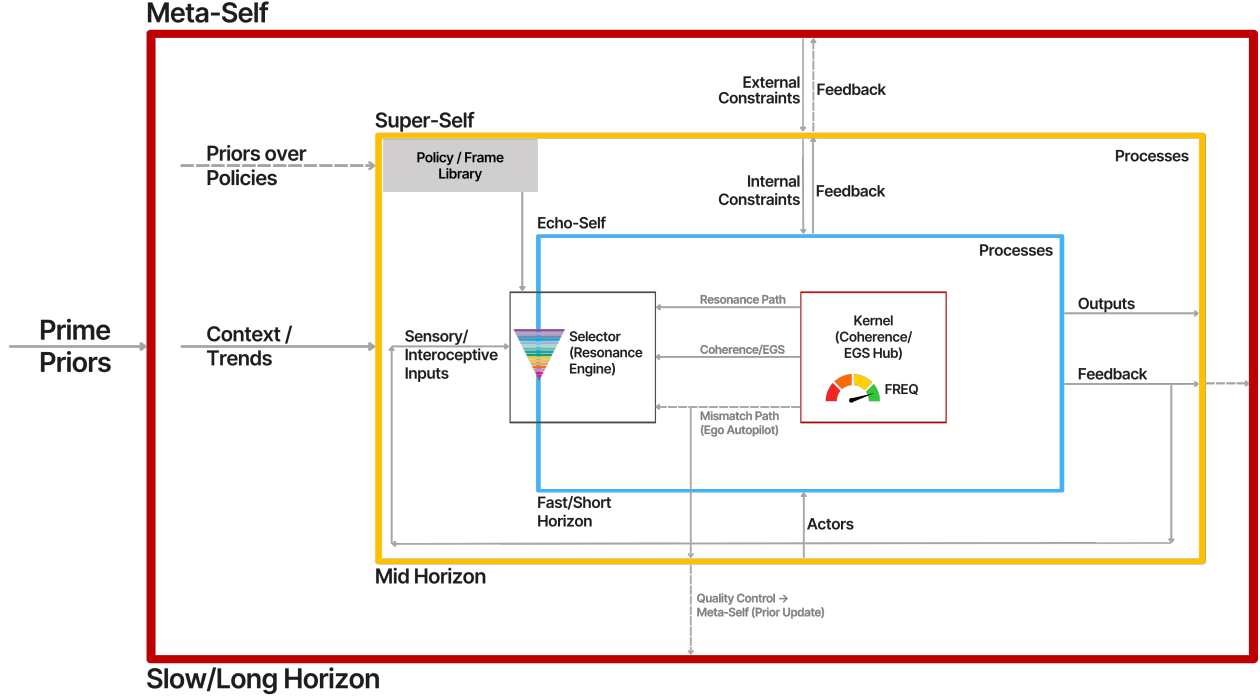 Meta-Self
External
Constraints
Feedback
Super-Self
Priors over
Policies
Policy / Frame
Library
Processes
Internal
Constraints
Feedback
Echo-Self
Processes
Prime
Priors
Context /
Trends
Sensory/
Interoceptive
Inputs
Selector
(Resonance
Engine)
Resonance Path
Coherence/EGS
Mismatch Path
(Ego Autopilot)
Kernel
(Coherence/
EGS Hub)
FREQ
Outputs
Feedback
Fast/Short
Horizon
Actors
Mid Horizon
Quality Control →
Meta-Self (Prior Update)
Slow/Long Horizon